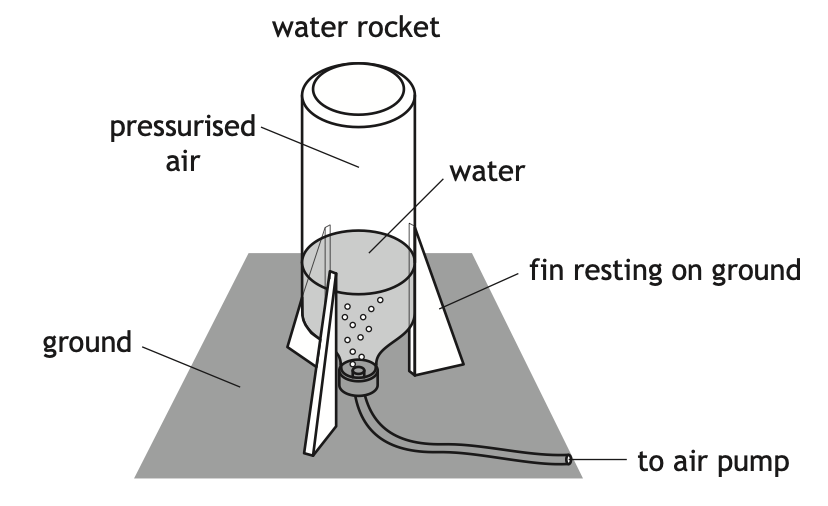 water rocket
pressurised
air
water
fin resting on ground
ground
to air pump